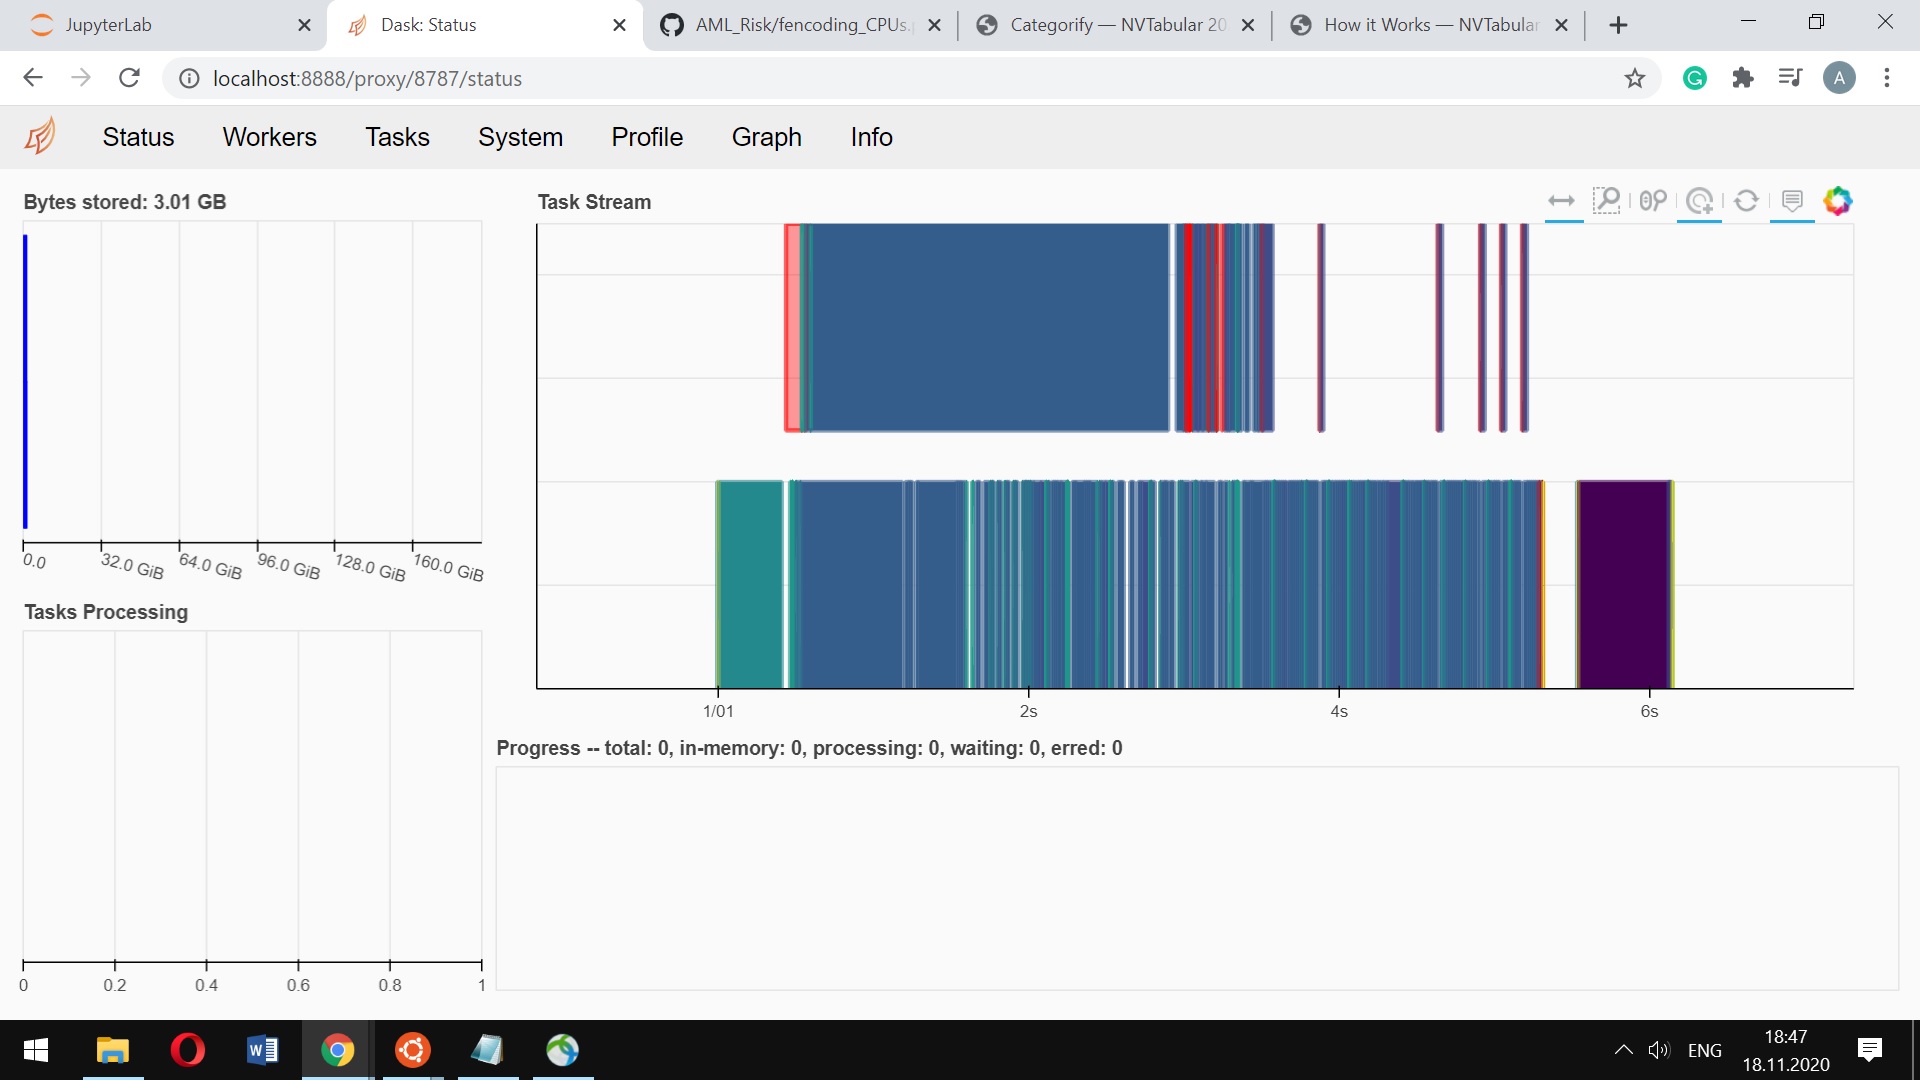 JupyterLab
Dask: Status
AML_Risk/fencoding_CPUs.
Categorify — NVTabular 20
How it Works — NVTabular
localhost:8888/proxy/8787/status
A
Status Workers Tasks System Profile Graph Info
Bytes stored: 3.01 GB
0.0 32.0 GiB 64.0 GiB 96.0 GiB 128.0 GiB 160.0 GiB
Tasks Processing
0 0.2 0.4 0.6 0.8 1
Task Stream
1/01 2s 4s 6s
Progress -- total: 0, in-memory: 0, processing: 0, waiting: 0, erred: 0
ENG
18:47
18.11.2020